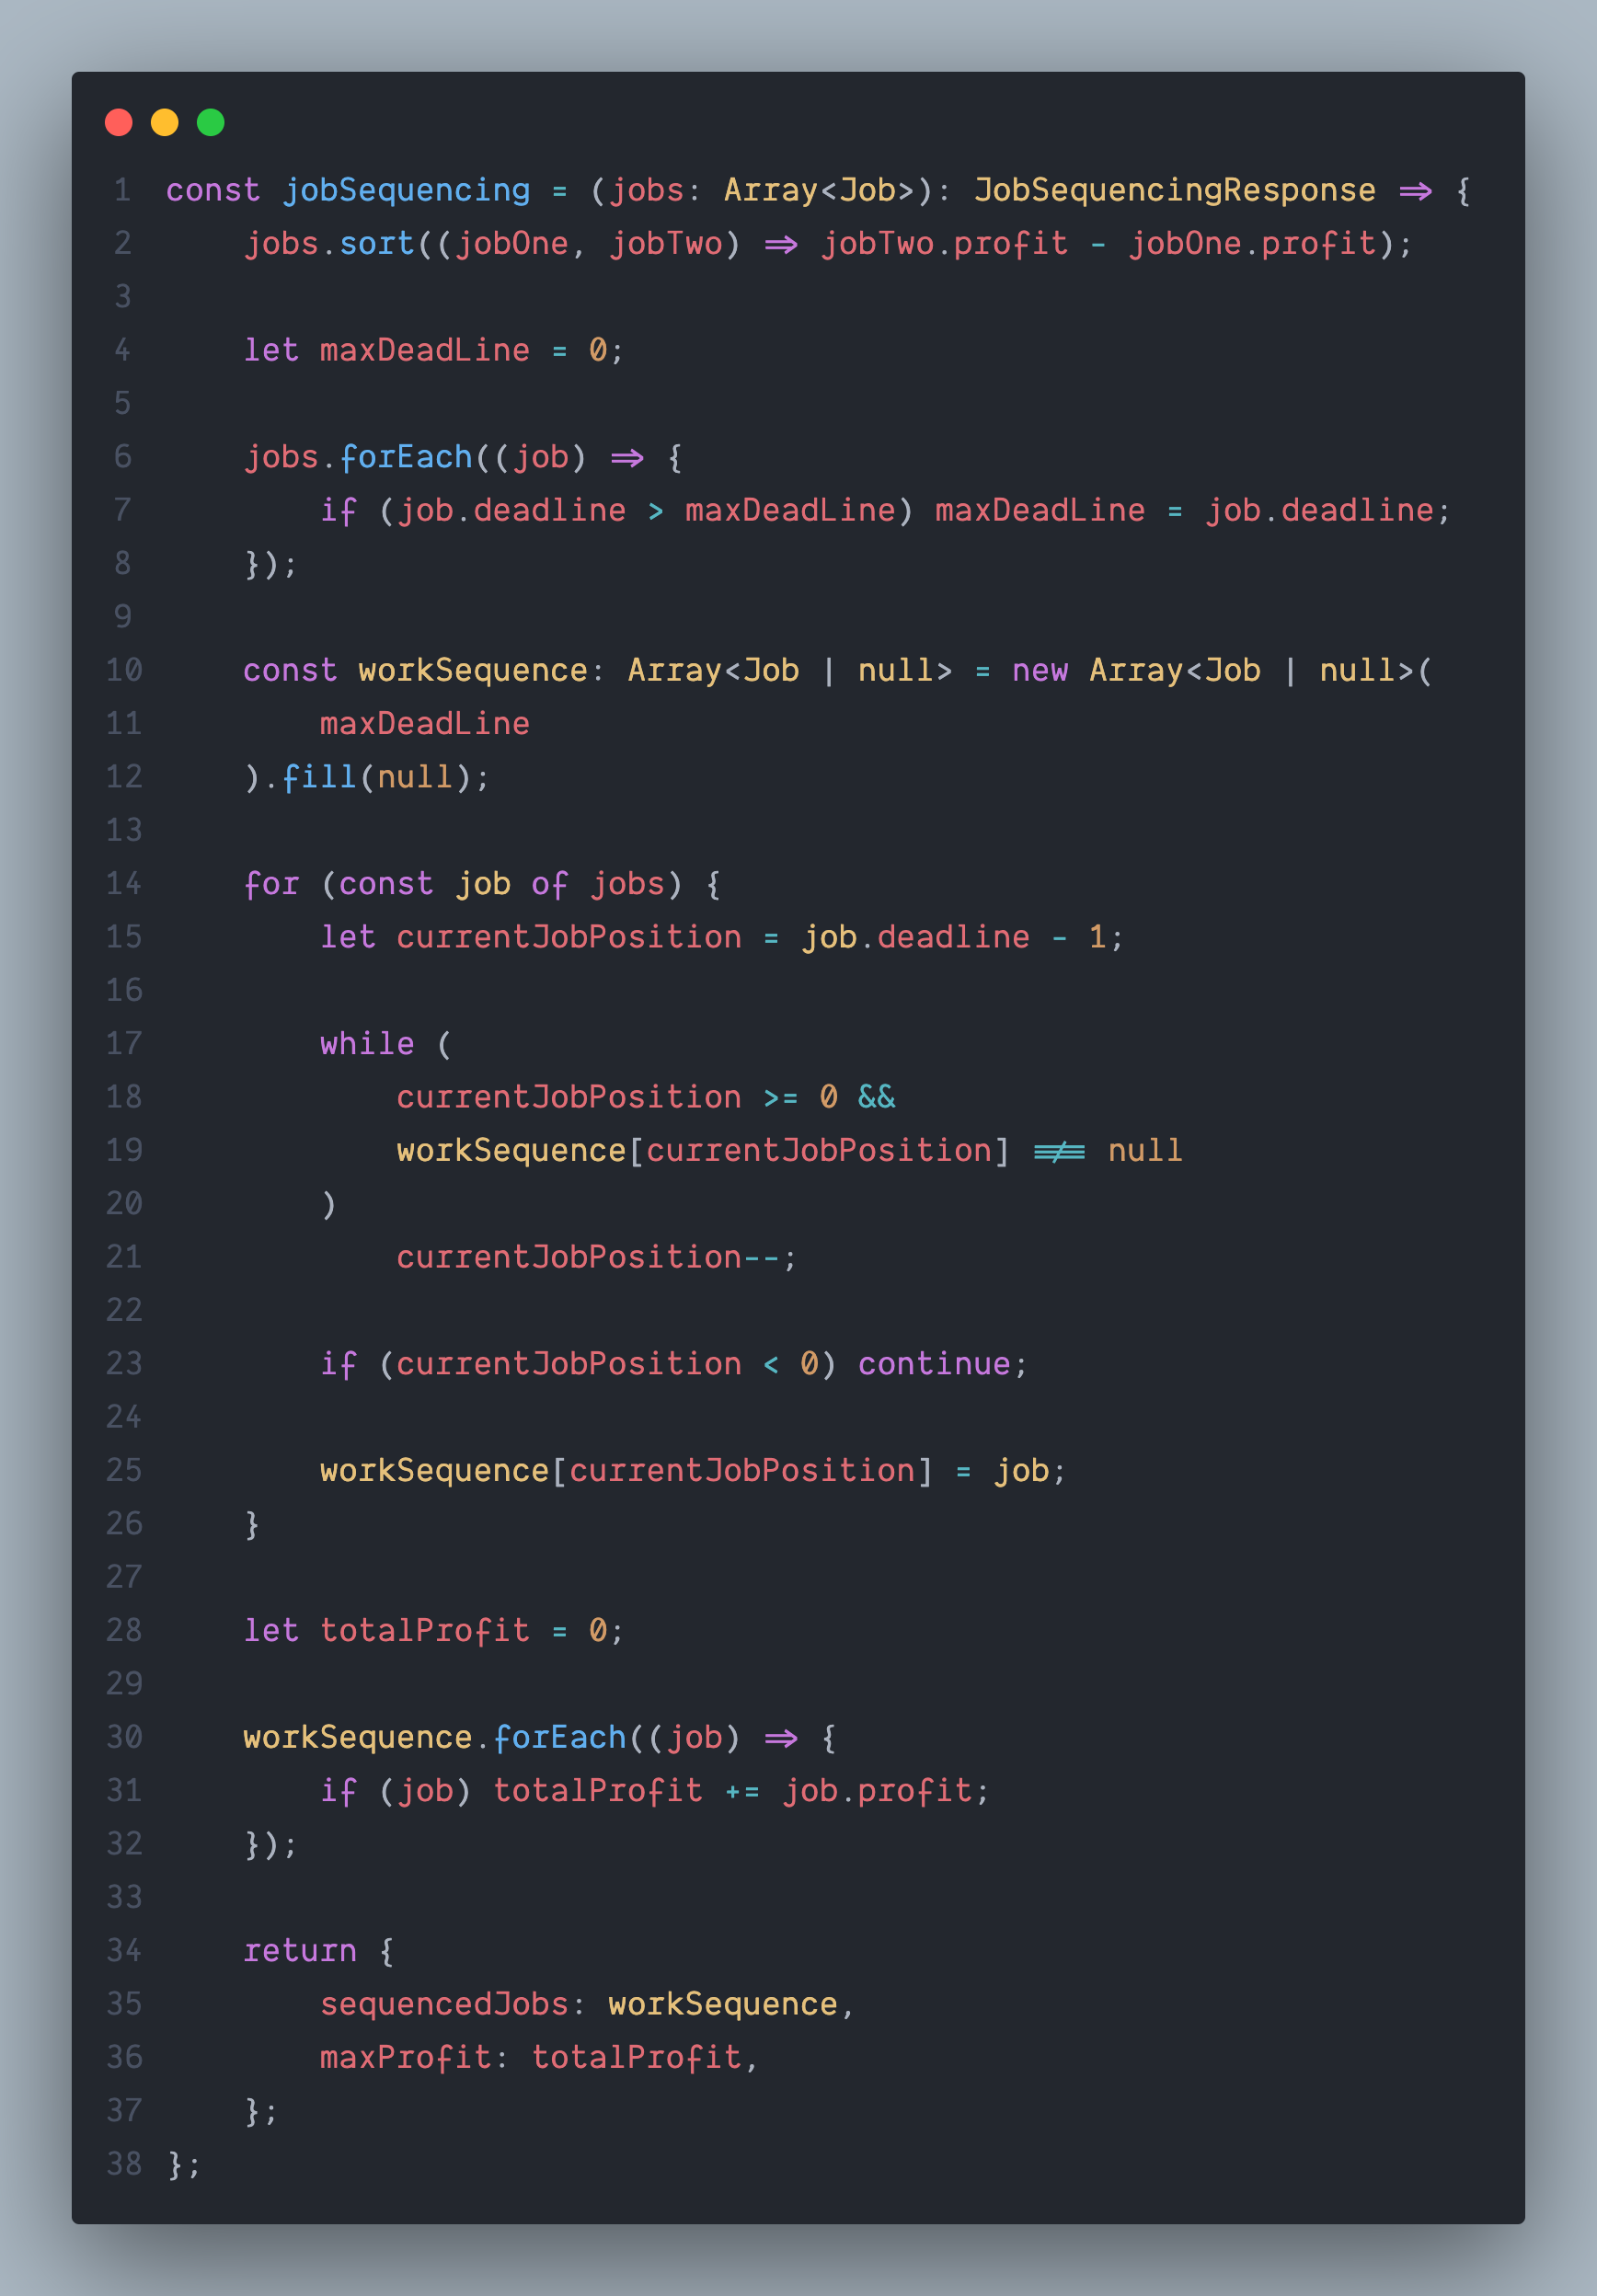 1 const jobSequencing = (jobs: Array<Job>): JobSequencingResponse => {
2     jobs.sort((jobOne, jobTwo) => jobTwo.profit - jobOne.profit);
3
4     let maxDeadLine = 0;
5
6     jobs.forEach((job) => {
7         if (job.deadline > maxDeadLine) maxDeadLine = job.deadline;
8     });
9
10     const workSequence: Array<Job | null> = new Array<Job | null>(
11         maxDeadLine
12     ).fill(null);
13
14     for (const job of jobs) {
15         let currentJobPosition = job.deadline - 1;
16
17         while (
18             currentJobPosition >= 0 &&
19             workSequence[currentJobPosition] !== null
20         )
21             currentJobPosition--;
22
23         if (currentJobPosition < 0) continue;
24
25         workSequence[currentJobPosition] = job;
26     }
27
28     let totalProfit = 0;
29
30     workSequence.forEach((job) => {
31         if (job) totalProfit += job.profit;
32     });
33
34     return {
35         sequencedJobs: workSequence,
36         maxProfit: totalProfit,
37     };
38 };